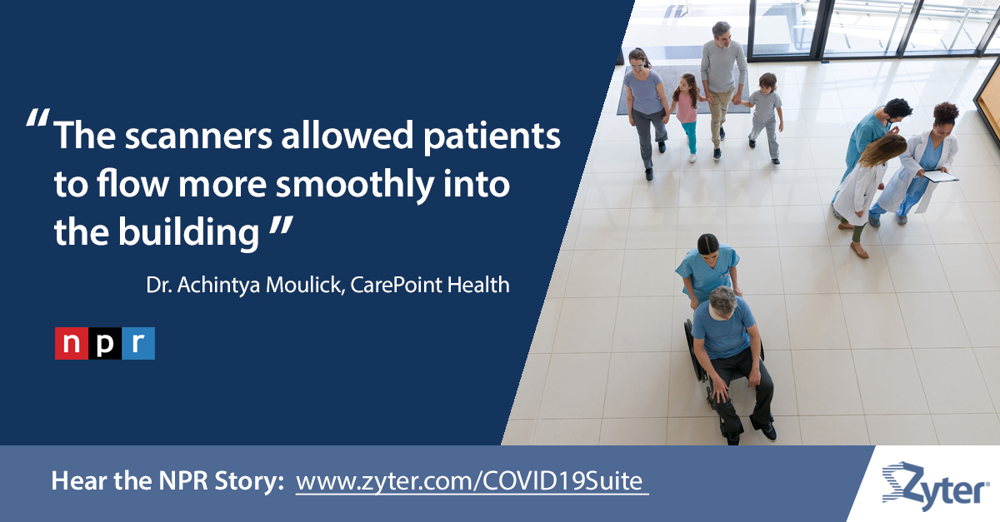 “The scanners allowed patients
to flow more smoothly into
the building”
Dr. Achintya Moulick, CarePoint Health
npr
Hear the NPR Story: www.zyter.com/COVID19Suite
Zyter®